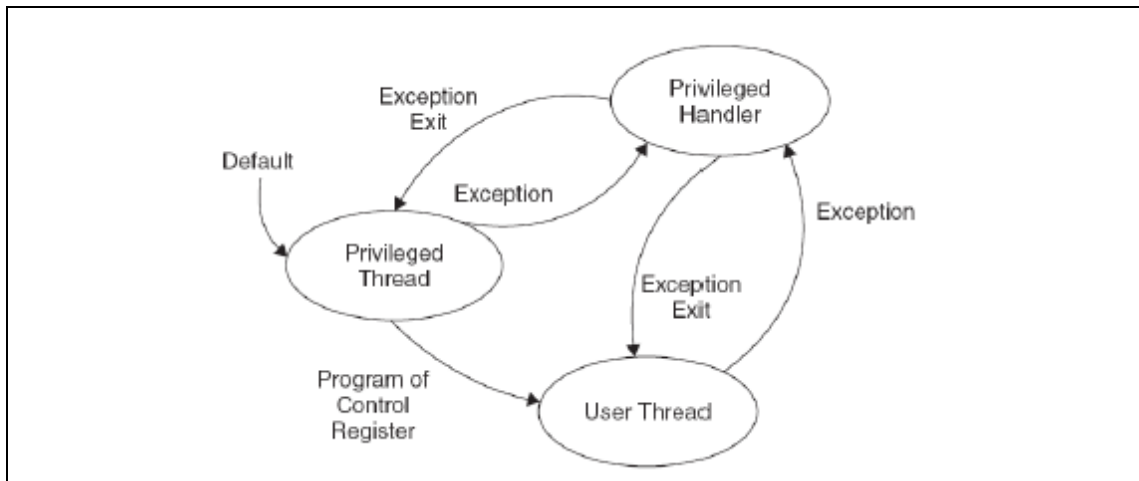 Privileged
Handler
Exception
Exit
Default
Exception
Privileged
Thread
Exception
Exception
Exit
Program of
Control
Register
User Thread